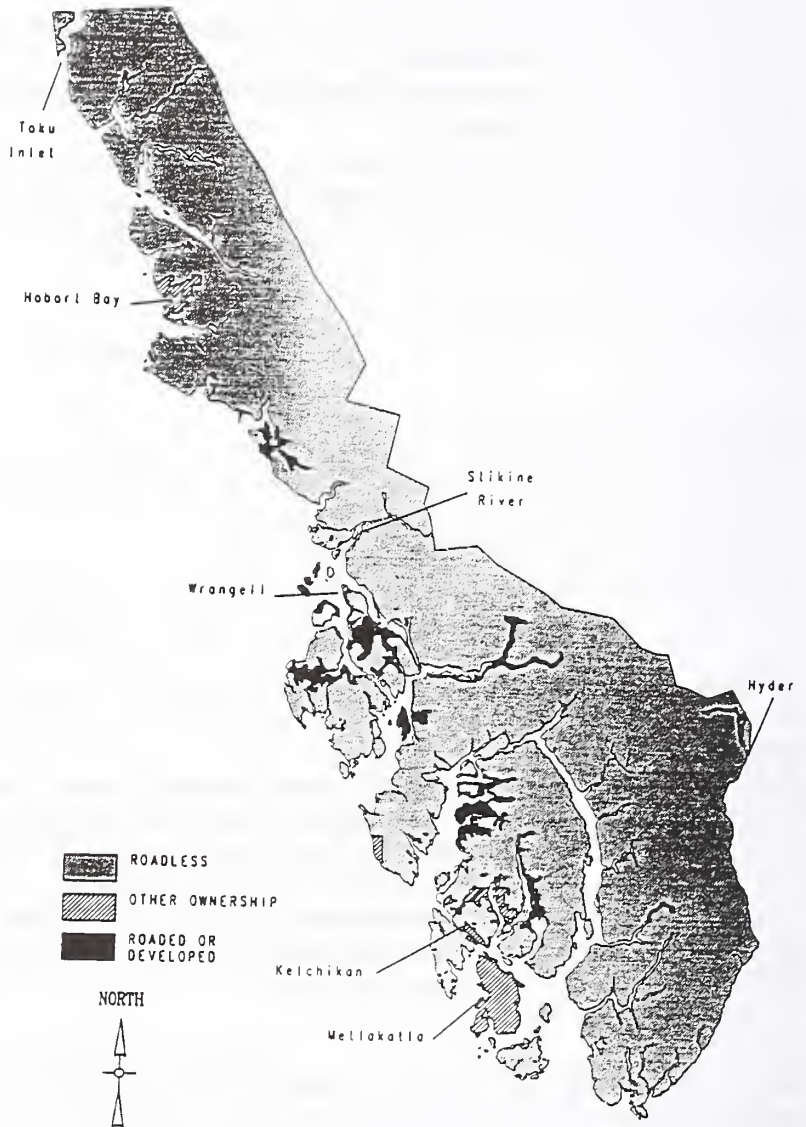 Taku
Inlet
Hobart Bay
Stikine
River
Wrangell
Hyder
ROADLESS
OTHER OWNERSHIP
ROADED OR
DEVELOPED
Ketchikan
NORTH
Metlakatla